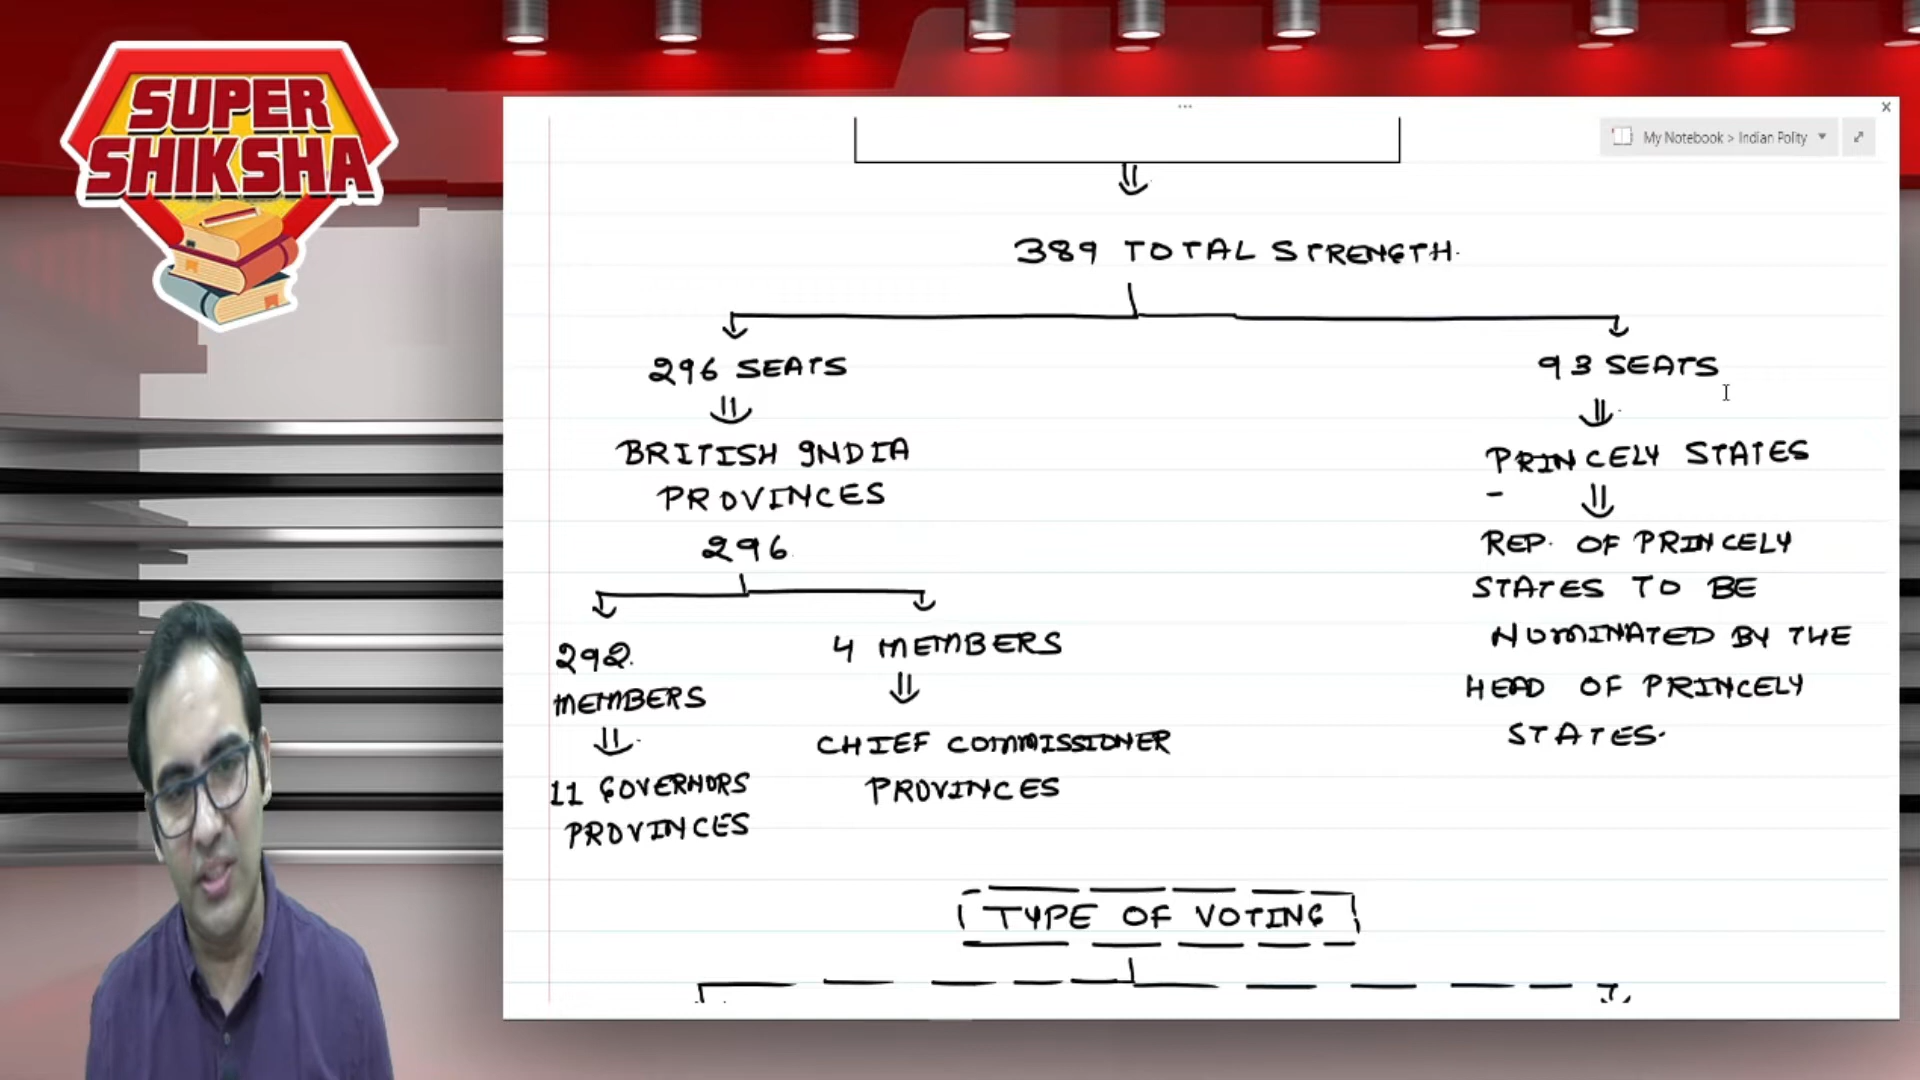 SUPER
SHIKSHA
My Notebook > Indian Polity
389 TOTAL STRENGTH.
296 SEATS
93 SEATS
BRITISH INDIA
PROVINCES
296
PRINCELY STATES
REP. OF PRINCELY
STATES TO BE
NOMINATED BY THE
HEAD OF PRINCELY
STATES.
292
MEMBERS
11 GOVERNORS
PROVINCES
4 MEMBERS
CHIEF COMMISSIONER
PROVINCES
TYPE OF VOTING